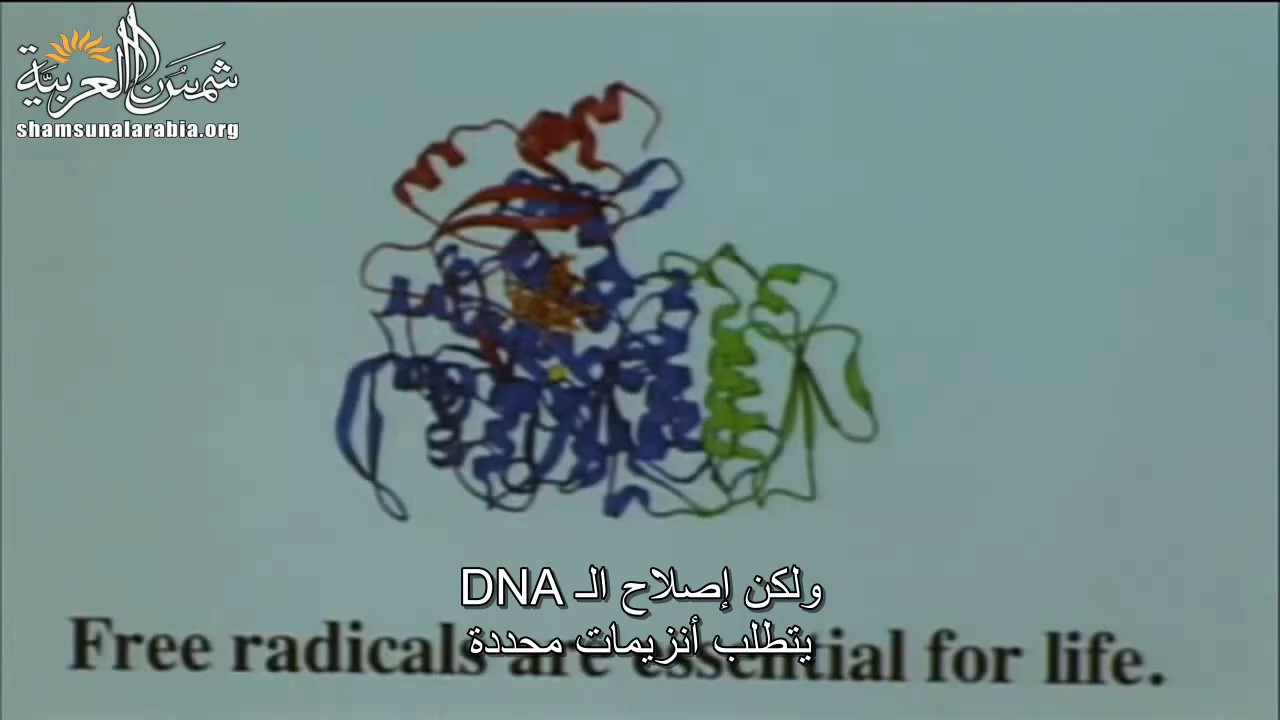 شمس العربية
shamsunalarabia.org
ولكن إصلاح الـ DNA
يتطلب أنزيمات محددة
Free radicals are essential for life.